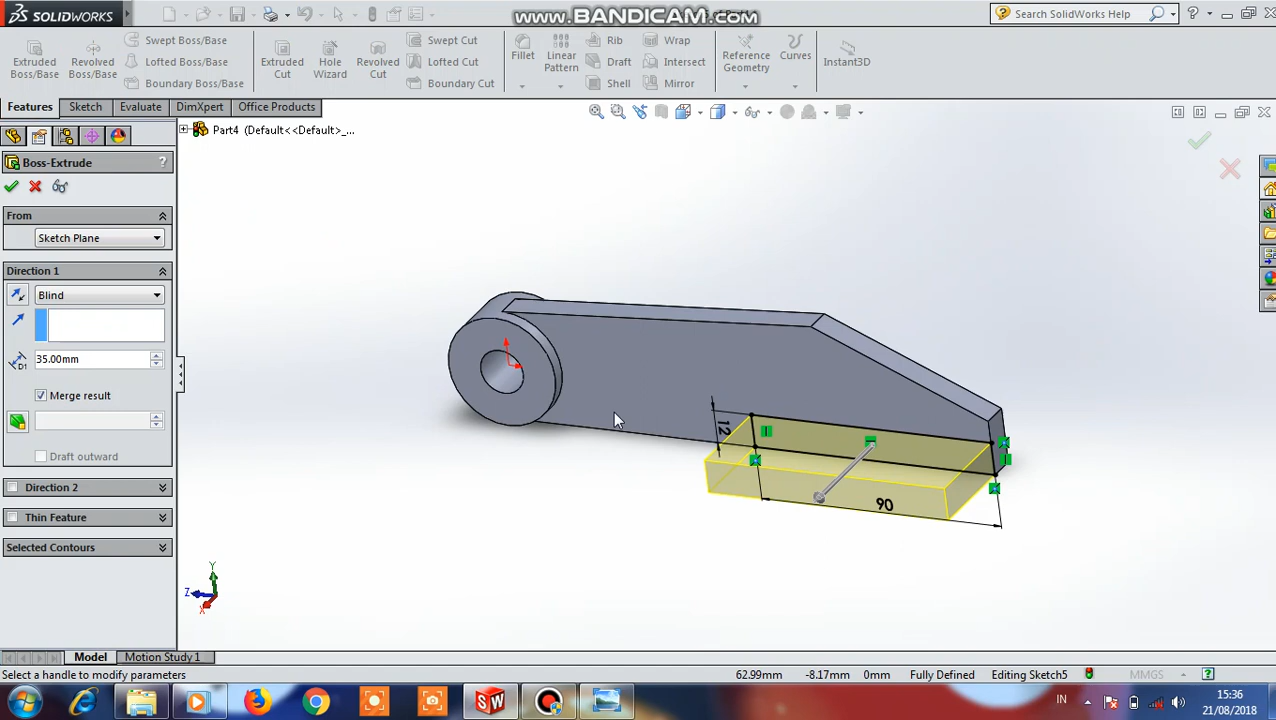 SOLIDWORKS
www.BANDICAM.com
Search SolidWorks Help
Extruded Boss/Base
Revolved Boss/Base
Swept Boss/Base
Lofted Boss/Base
Boundary Boss/Base
Extruded Cut
Hole Wizard
Revolved Cut
Swept Cut
Lofted Cut
Boundary Cut
Fillet
Linear Pattern
Rib
Draft
Shell
Wrap
Intersect
Mirror
Reference Geometry
Curves
Instant3D
Features Sketch Evaluate DimXpert Office Products
Part4 (Default<<Default>_...
Boss-Extrude ?
From
Sketch Plane
Direction 1
Blind
35.00mm
Merge result
Draft outward
Direction 2
Thin Feature
Selected Contours
12
90
Y
Z
X
Model Motion Study 1
Select a handle to modify parameters 62.99mm -8.17mm 0mm Fully Defined Editing Sketch5 MMGS ?
IN
15:36
21/08/2018